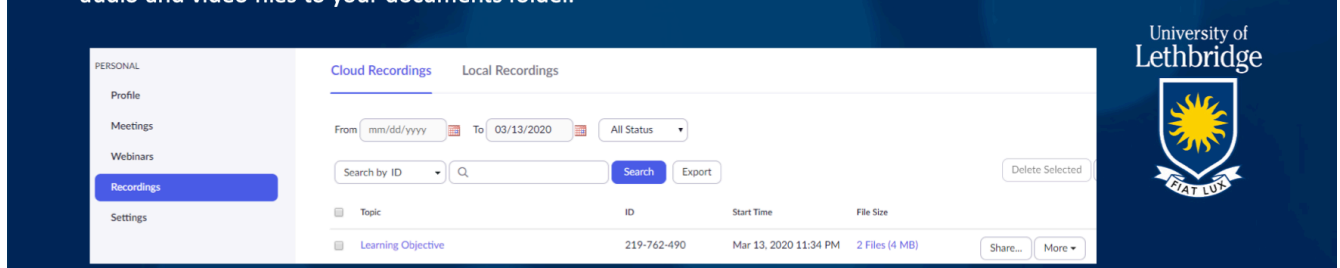 audio and video files to your documents folder.
University of
Lethbridge
FIAT LUX
PERSONAL
Profile
Meetings
Webinars
Recordings
Settings
Cloud Recordings Local Recordings
From mm/dd/yyyy To 03/13/2020 All Status
Search by ID Search Export Delete Selected
Topic ID Start Time File Size
Learning Objective 219-762-490 Mar 13, 2020 11:34 PM 2 Files (4 MB) Share... More